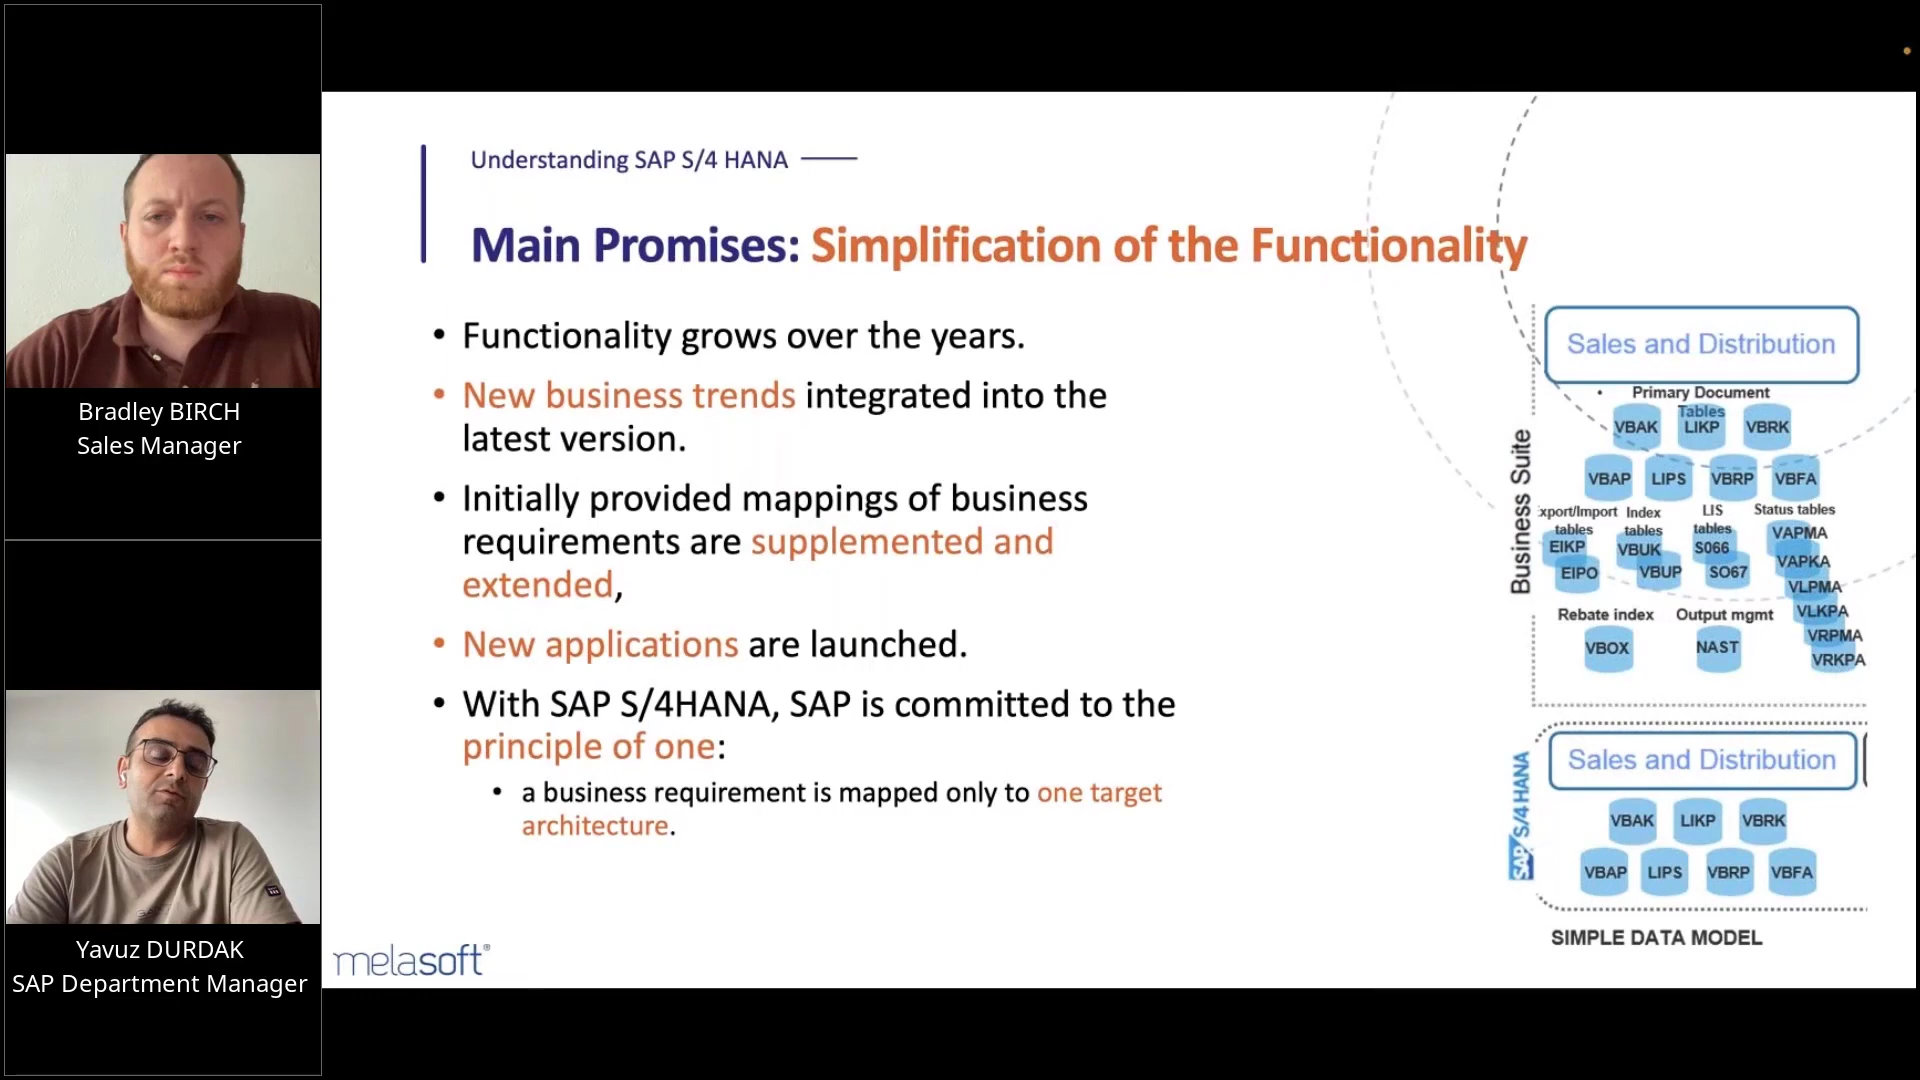 Bradley BIRCH
Sales Manager
Yavuz DURDAK
SAP Department Manager
Understanding SAP S/4 HANA
Main Promises: Simplification of the Functionality
• Functionality grows over the years.
• New business trends integrated into the
latest version.
• Initially provided mappings of business
requirements are supplemented and
extended,
• New applications are launched.
• With SAP S/4HANA, SAP is committed to the
principle of one:
• a business requirement is mapped only to one target
architecture.
melasoft®
Business Suite
Sales and Distribution
• Primary Document
Tables
VBAK LIKP VBRK
VBAP LIPS VBRP VBFA
xport/Import Index LIS Status tables
tables tables tables
EIKP VBUK S066 VAPMA
EIPO VBUP SO67 VAPKA
VLPMA
VLKPA
Rebate index Output mgmt
VRPMA
VBOX NAST
VRKPA
SAP S/4HANA
Sales and Distribution
VBAK LIKP VBRK
VBAP LIPS VBRP VBFA
SIMPLE DATA MODEL